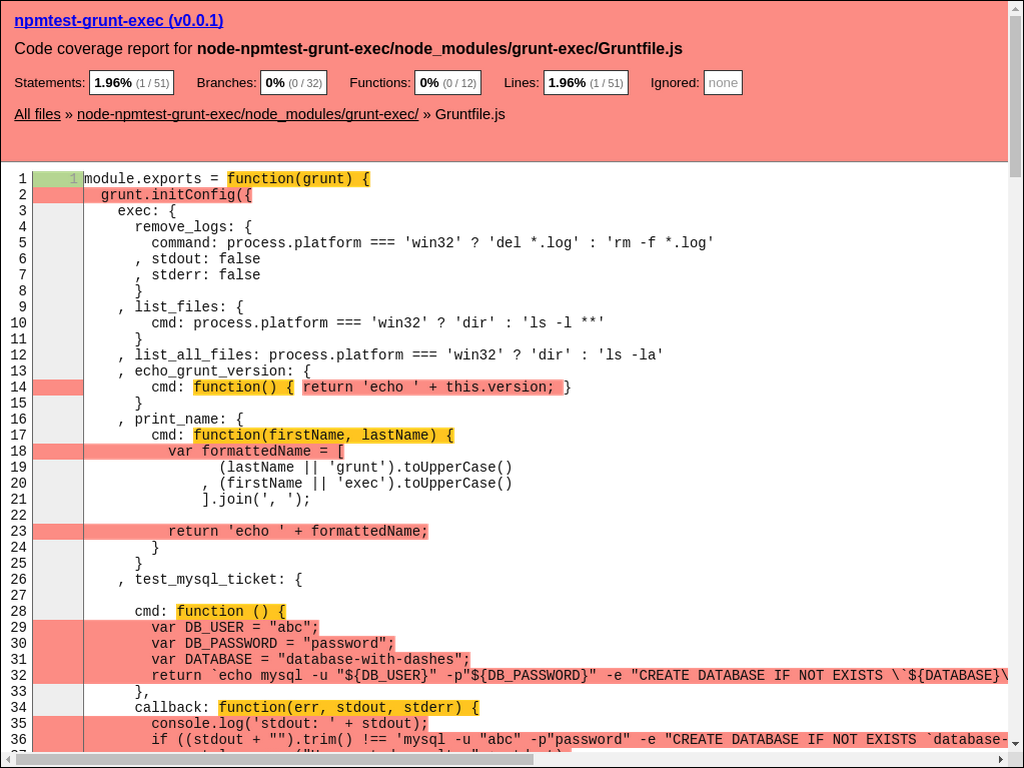 npmtest-grunt-exec (v0.0.1)
Code coverage report for node-npmtest-grunt-exec/node_modules/grunt-exec/Gruntfile.js
Statements: 1.96% (1 / 51) Branches: 0% (0 / 32) Functions: 0% (0 / 12) Lines: 1.96% (1 / 51) Ignored: none
All files » node-npmtest-grunt-exec/node_modules/grunt-exec/ » Gruntfile.js
1 1 module.exports = function(grunt) {
2 grunt.initConfig({
3 exec: {
4 remove_logs: {
5 command: process.platform === 'win32' ? 'del *.log' : 'rm -f *.log'
6 , stdout: false
7 , stderr: false
8 }
9 , list_files: {
10 cmd: process.platform === 'win32' ? 'dir' : 'ls -l **'
11 }
12 , list_all_files: process.platform === 'win32' ? 'dir' : 'ls -la'
13 , echo_grunt_version: {
14 cmd: function() { return 'echo ' + this.version; }
15 }
16 , print_name: {
17 cmd: function(firstName, lastName) {
18 var formattedName = [
19 (lastName || 'grunt').toUpperCase()
20 , (firstName || 'exec').toUpperCase()
21 ].join(', ');
22
23 return 'echo ' + formattedName;
24 }
25 }
26 , test_mysql_ticket: {
27
28 cmd: function () {
29 var DB_USER = "abc";
30 var DB_PASSWORD = "password";
31 var DATABASE = "database-with-dashes";
32 return `echo mysql -u "${DB_USER}" -p"${DB_PASSWORD}" -e "CREATE DATABASE IF NOT EXISTS \`${DATABASE}\
33 },
34 callback: function(err, stdout, stderr) {
35 console.log('stdout: ' + stdout);
36 if ((stdout + "").trim() !== 'mysql -u "abc" -p"password" -e "CREATE DATABASE IF NOT EXISTS `database-